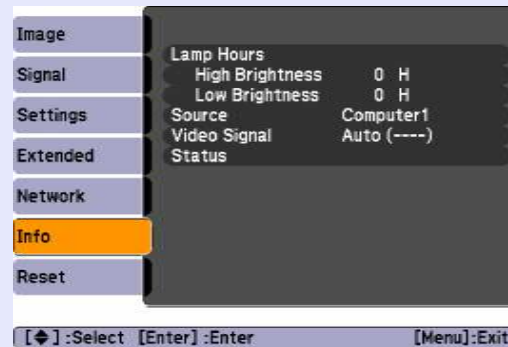 Image
Signal
Settings
Extended
Network
Info
Reset
Lamp Hours
High Brightness 0 H
Low Brightness 0 H
Source Computer1
Video Signal Auto (----)
Status
[◆] :Select [Enter] :Enter [Menu]:Exit